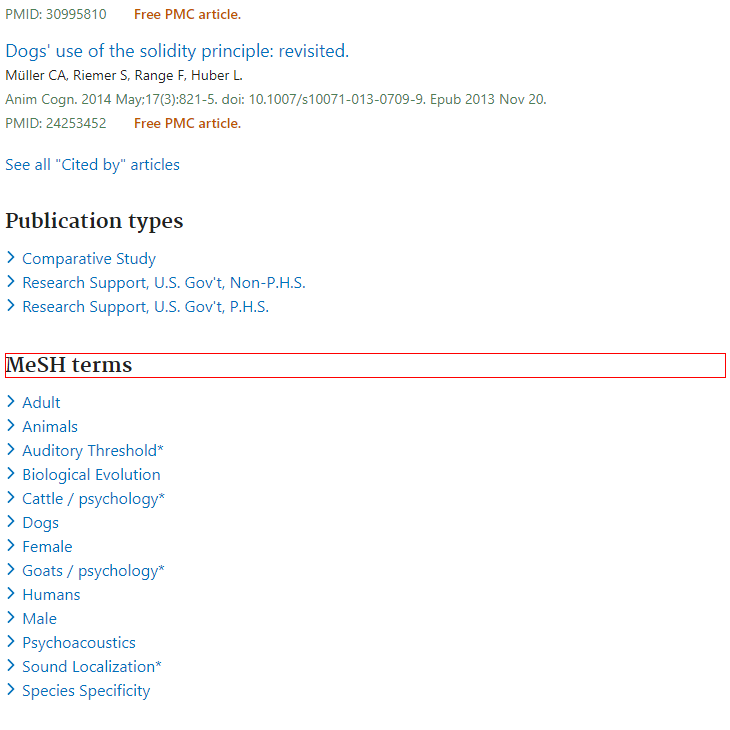 PMID: 30995810 Free PMC article.
Dogs' use of the solidity principle: revisited.
Müller CA, Riemer S, Range F, Huber L.
Anim Cogn. 2014 May;17(3):821-5. doi: 10.1007/s10071-013-0709-9. Epub 2013 Nov 20.
PMID: 24253452 Free PMC article.
See all "Cited by" articles
Publication types
Comparative Study
Research Support, U.S. Gov't, Non-P.H.S.
Research Support, U.S. Gov't, P.H.S.
MeSH terms
Adult
Animals
Auditory Threshold*
Biological Evolution
Cattle / psychology*
Dogs
Female
Goats / psychology*
Humans
Male
Psychoacoustics
Sound Localization*
Species Specificity